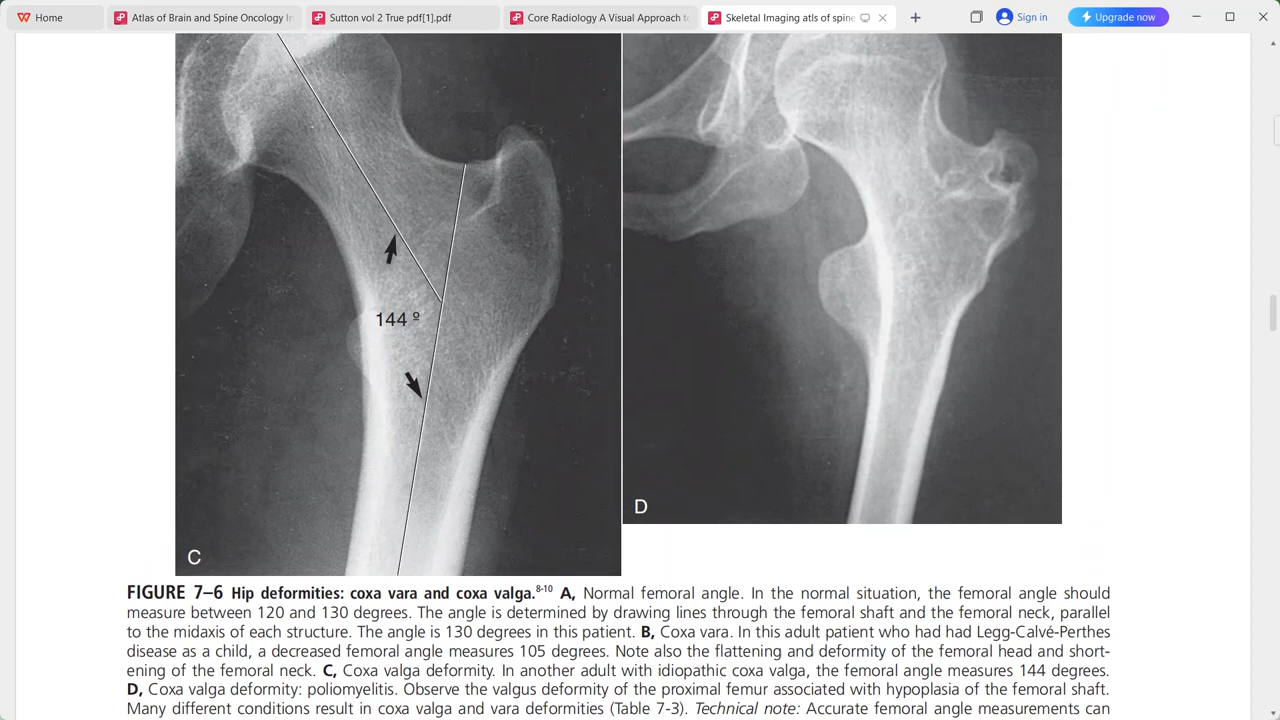 Home
Atlas of Brain and Spine Oncology I
Sutton vol 2 True pdf[1].pdf
Core Radiology A Visual Approach to
Skeletal Imaging atls of spine
Sign in
Upgrade now
144 º
C
D
FIGURE 7–6 Hip deformities: coxa vara and coxa valga.8-10 A, Normal femoral angle. In the normal situation, the femoral angle should
measure between 120 and 130 degrees. The angle is determined by drawing lines through the femoral shaft and the femoral neck, parallel
to the midaxis of each structure. The angle is 130 degrees in this patient. B, Coxa vara. In this adult patient who had had Legg-Calvé-Perthes
disease as a child, a decreased femoral angle measures 105 degrees. Note also the flattening and deformity of the femoral head and short-
ening of the femoral neck. C, Coxa valga deformity. In another adult with idiopathic coxa valga, the femoral angle measures 144 degrees.
D, Coxa valga deformity: poliomyelitis. Observe the valgus deformity of the proximal femur associated with hypoplasia of the femoral shaft.
Many different conditions result in coxa valga and vara deformities (Table 7-3). Technical note: Accurate femoral angle measurements can